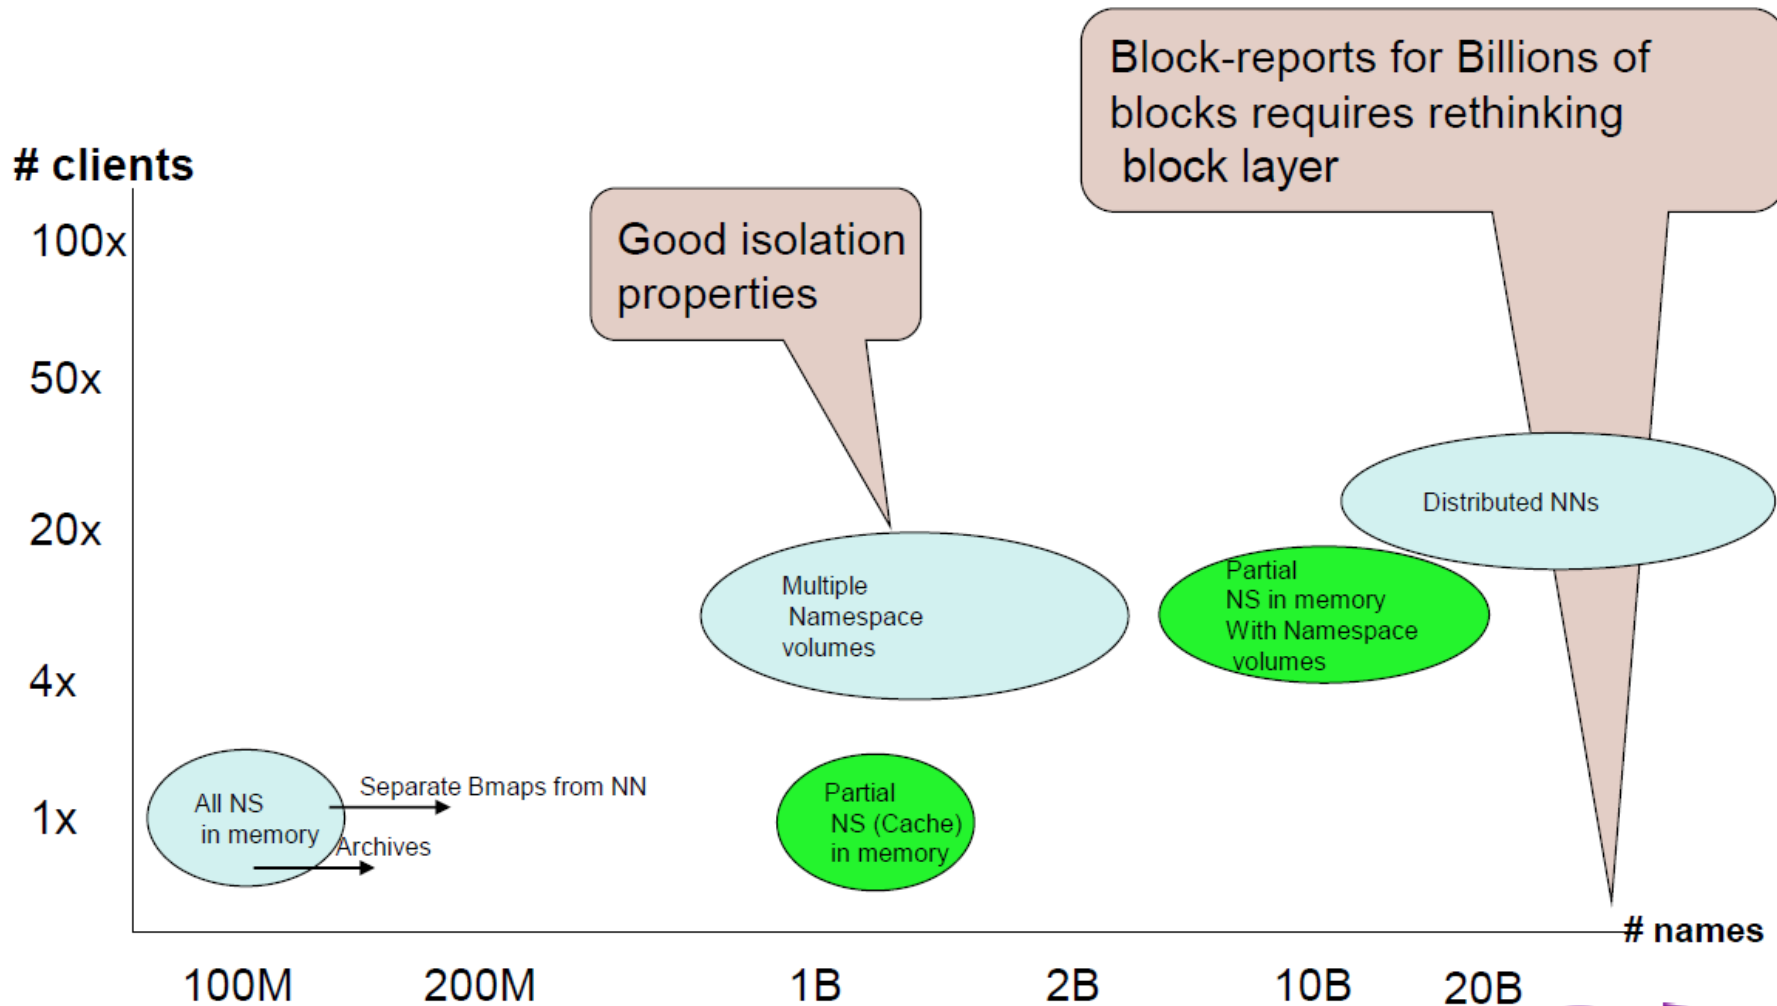 Block-reports for Billions of
blocks requires rethinking
block layer
# clients
Good isolation
properties
100x
50x
20x
4x
1x
Distributed NNs
Multiple
Namespace
volumes
Partial
NS in memory
With Namespace
volumes
All NS
in memory
Separate Bmaps from NN
Archives
Partial
NS (Cache)
in memory
# names
100M
200M
1B
2B
10B
20B